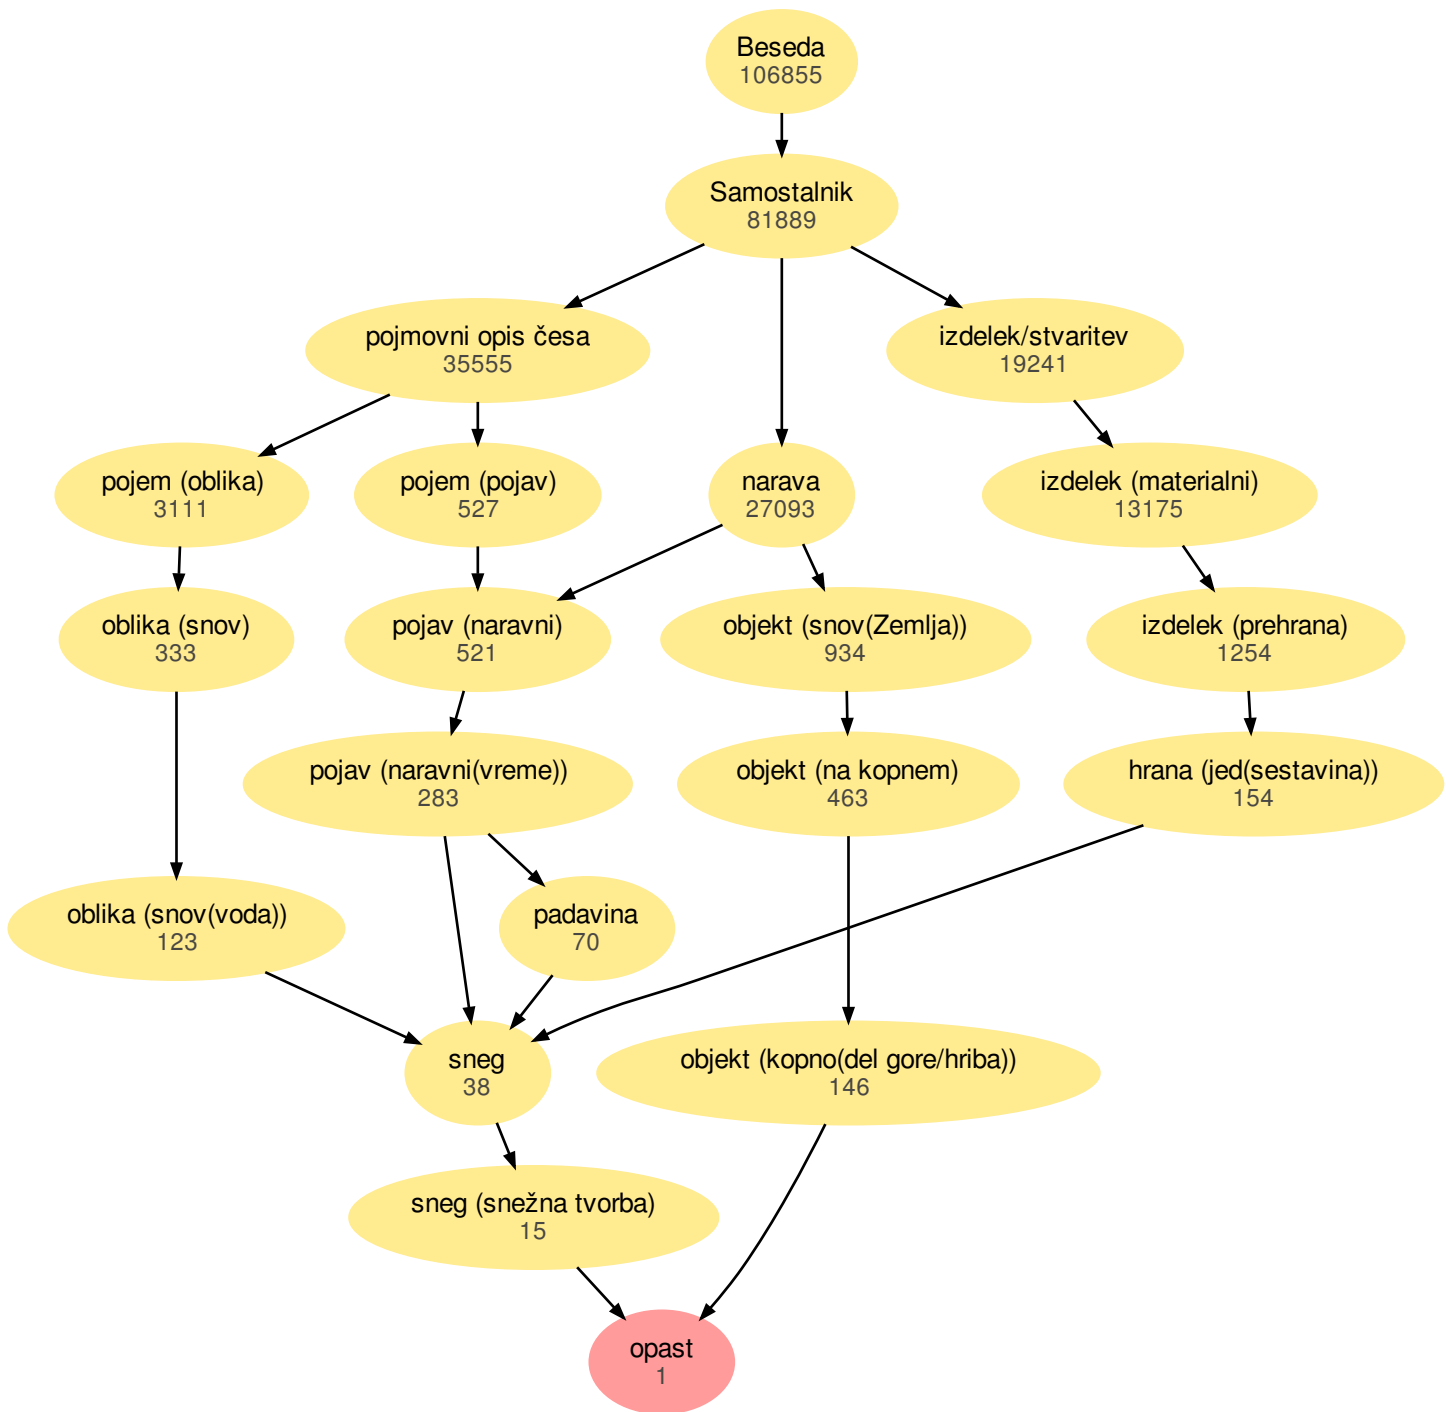 Beseda
106855
Samostalnik
81889
pojmovni opis česa
35555
izdelek/stvaritev
19241
pojem (oblika)
3111
pojem (pojav)
527
narava
27093
izdelek (materialni)
13175
oblika (snov)
333
pojav (naravni)
521
objekt (snov(Zemlja))
934
izdelek (prehrana)
1254
pojav (naravni(vreme))
283
objekt (na kopnem)
463
hrana (jed(sestavina))
154
oblika (snov(voda))
123
padavina
70
sneg
38
objekt (kopno(del gore/hriba))
146
sneg (snežna tvorba)
15
opast
1